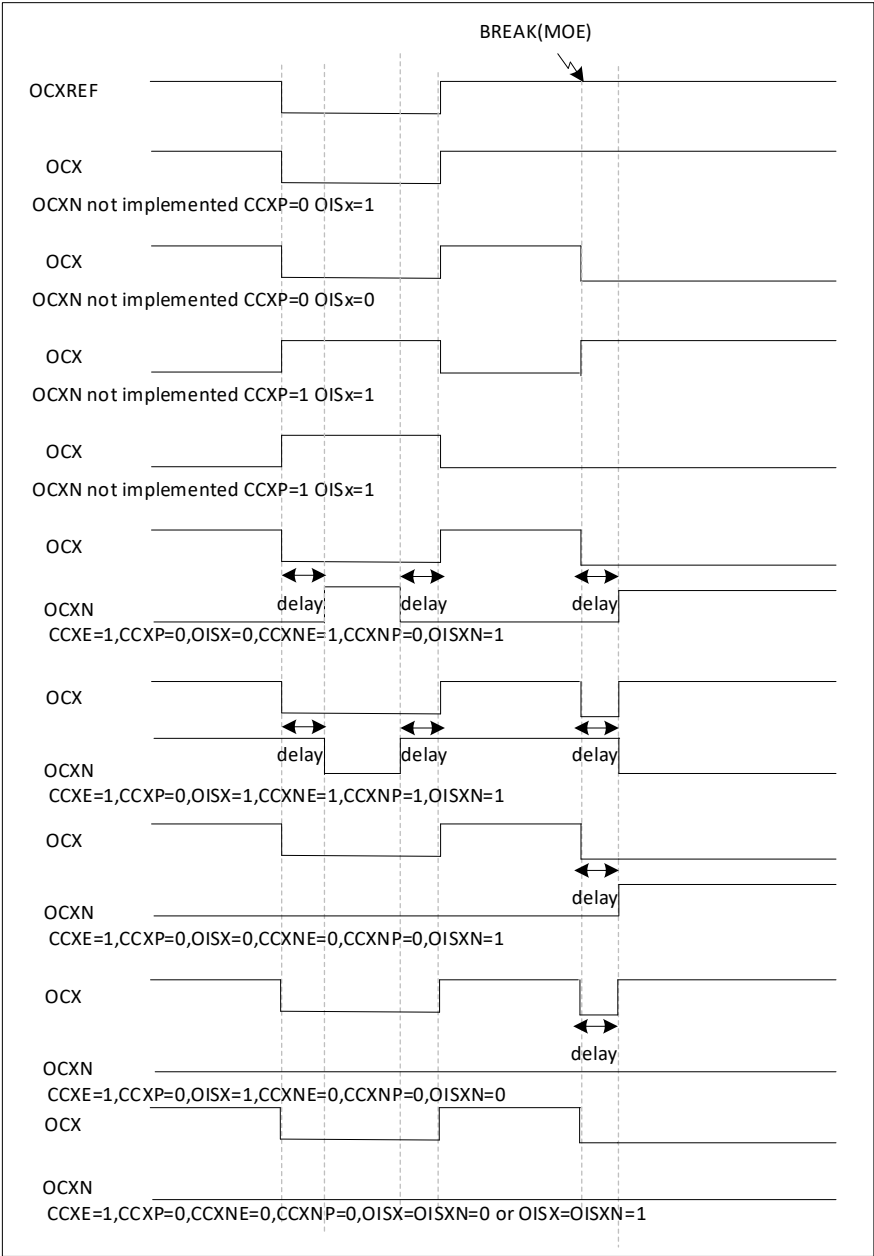 BREAK(MOE)
OCXREF
OCX
OCXN not implemented CCXP=0 OISx=1
OCX
OCXN not implemented CCXP=0 OISx=0
OCX
OCXN not implemented CCXP=1 OISx=1
OCX
OCXN not implemented CCXP=1 OISx=1
OCX
delay delay delay
OCXN
CCXE=1,CCXP=0,OISX=0,CCXNE=1,CCXNP=0,OISXN=1
OCX
delay delay delay
OCXN
CCXE=1,CCXP=0,OISX=1,CCXNE=1,CCXNP=1,OISXN=1
OCX
delay
OCXN
CCXE=1,CCXP=0,OISX=0,CCXNE=0,CCXNP=0,OISXN=1
OCX
delay
OCXN
CCXE=1,CCXP=0,OISX=1,CCXNE=0,CCXNP=0,OISXN=0
OCX
OCXN
CCXE=1,CCXP=0,CCXNE=0,CCXNP=0,OISX=OISXN=0 or OISX=OISXN=1